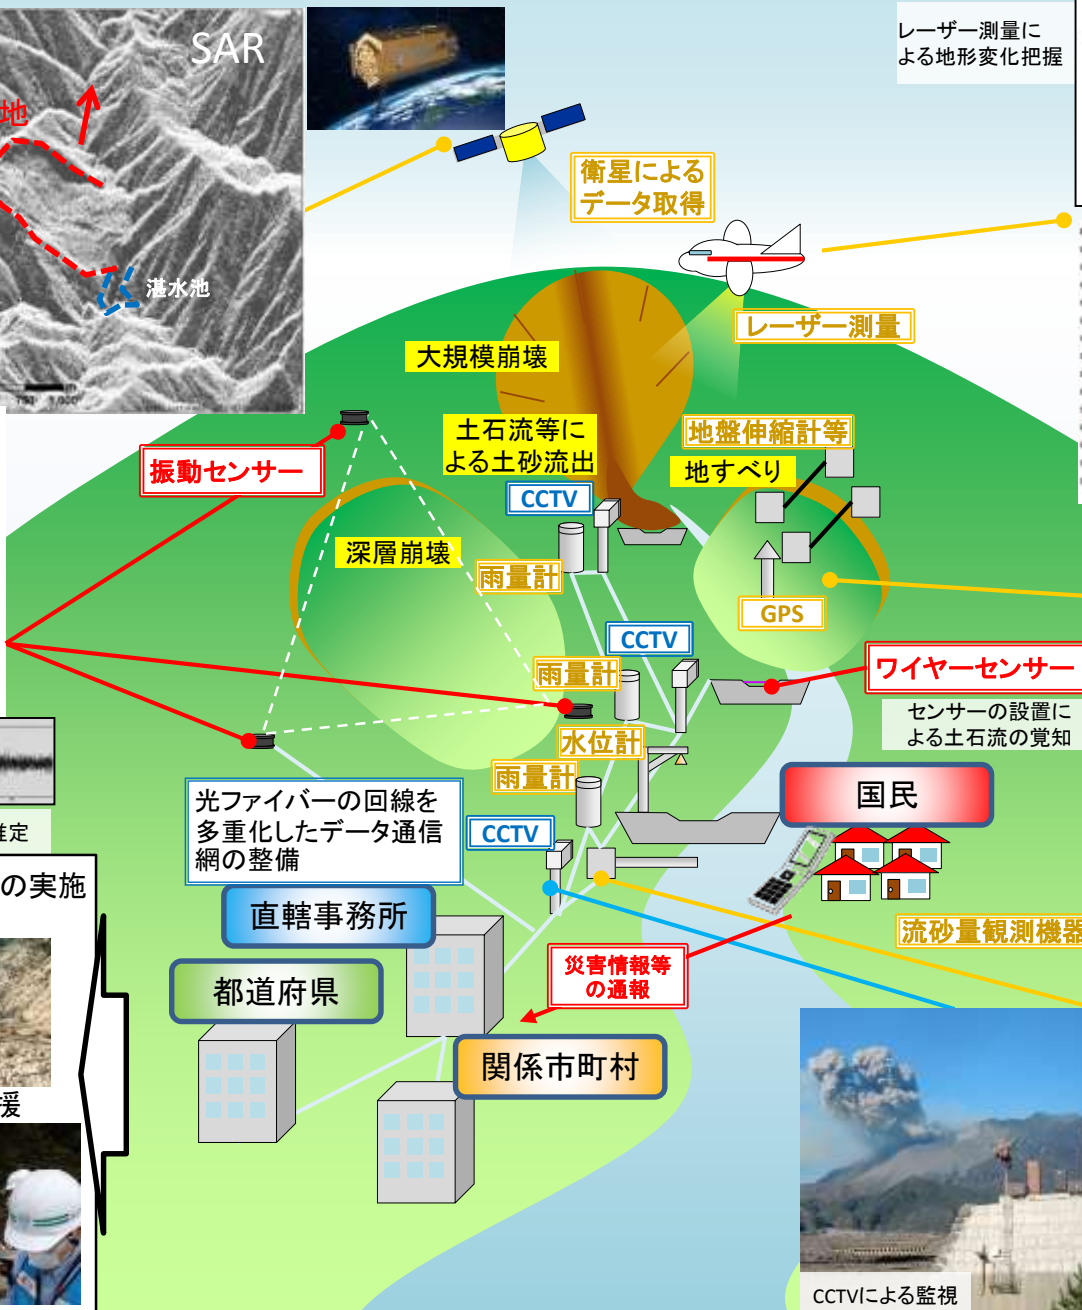 SAR
地
湛水池
750 1,000
レーザー測量に
よる地形変化把握
衛星による
データ取得
レーザー測量
大規模崩壊
土石流等に
よる土砂流出
地盤伸縮計等
地すべり
振動センサー
CCTV
深層崩壊
雨量計
GPS
CCTV
雨量計
ワイヤーセンサー
センサーの設置に
よる土石流の覚知
水位計
雨量計
国民
光ファイバーの回線を
多重化したデータ通信
網の整備
CCTV
定
の実施
直轄事務所
流砂量観測機器
災害情報等
の通報
都道府県
関係市町村
援
CCTVによる監視